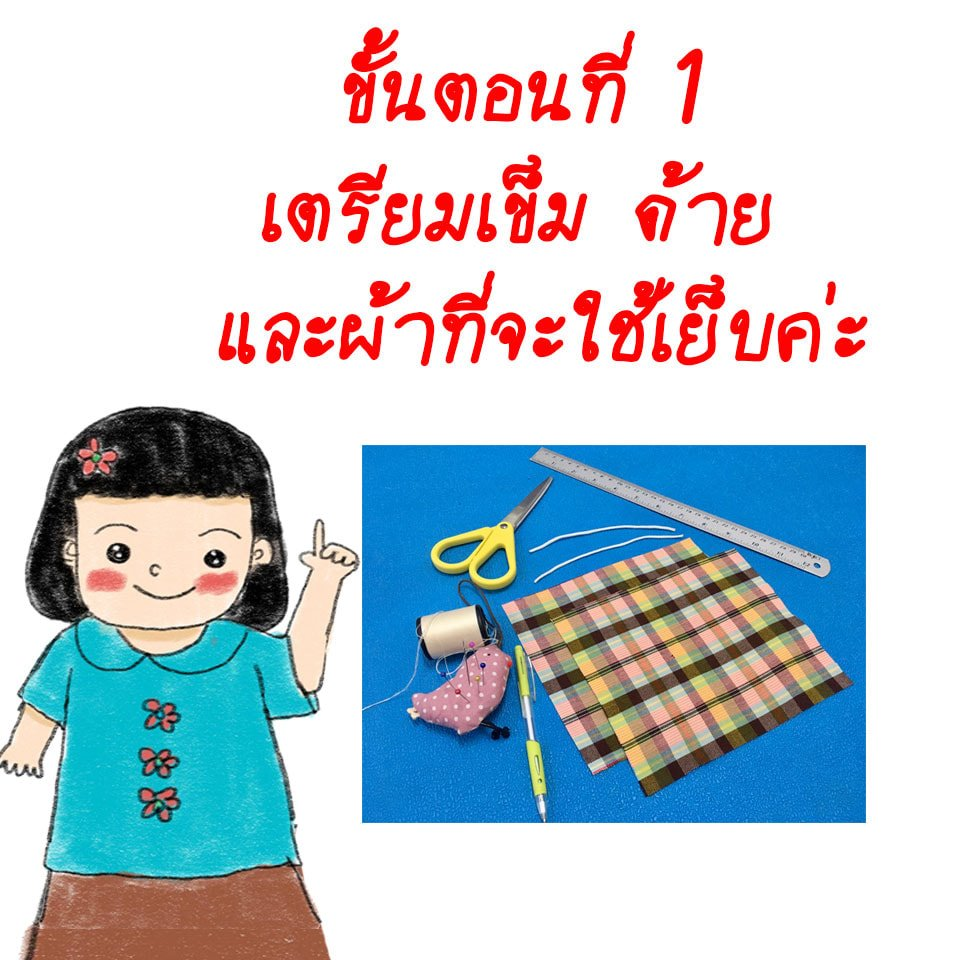 ขั้นตอนที่ 1
เตรียมเข็ม ด้าย
และผ้าที่จะใช้เย็บค่ะ